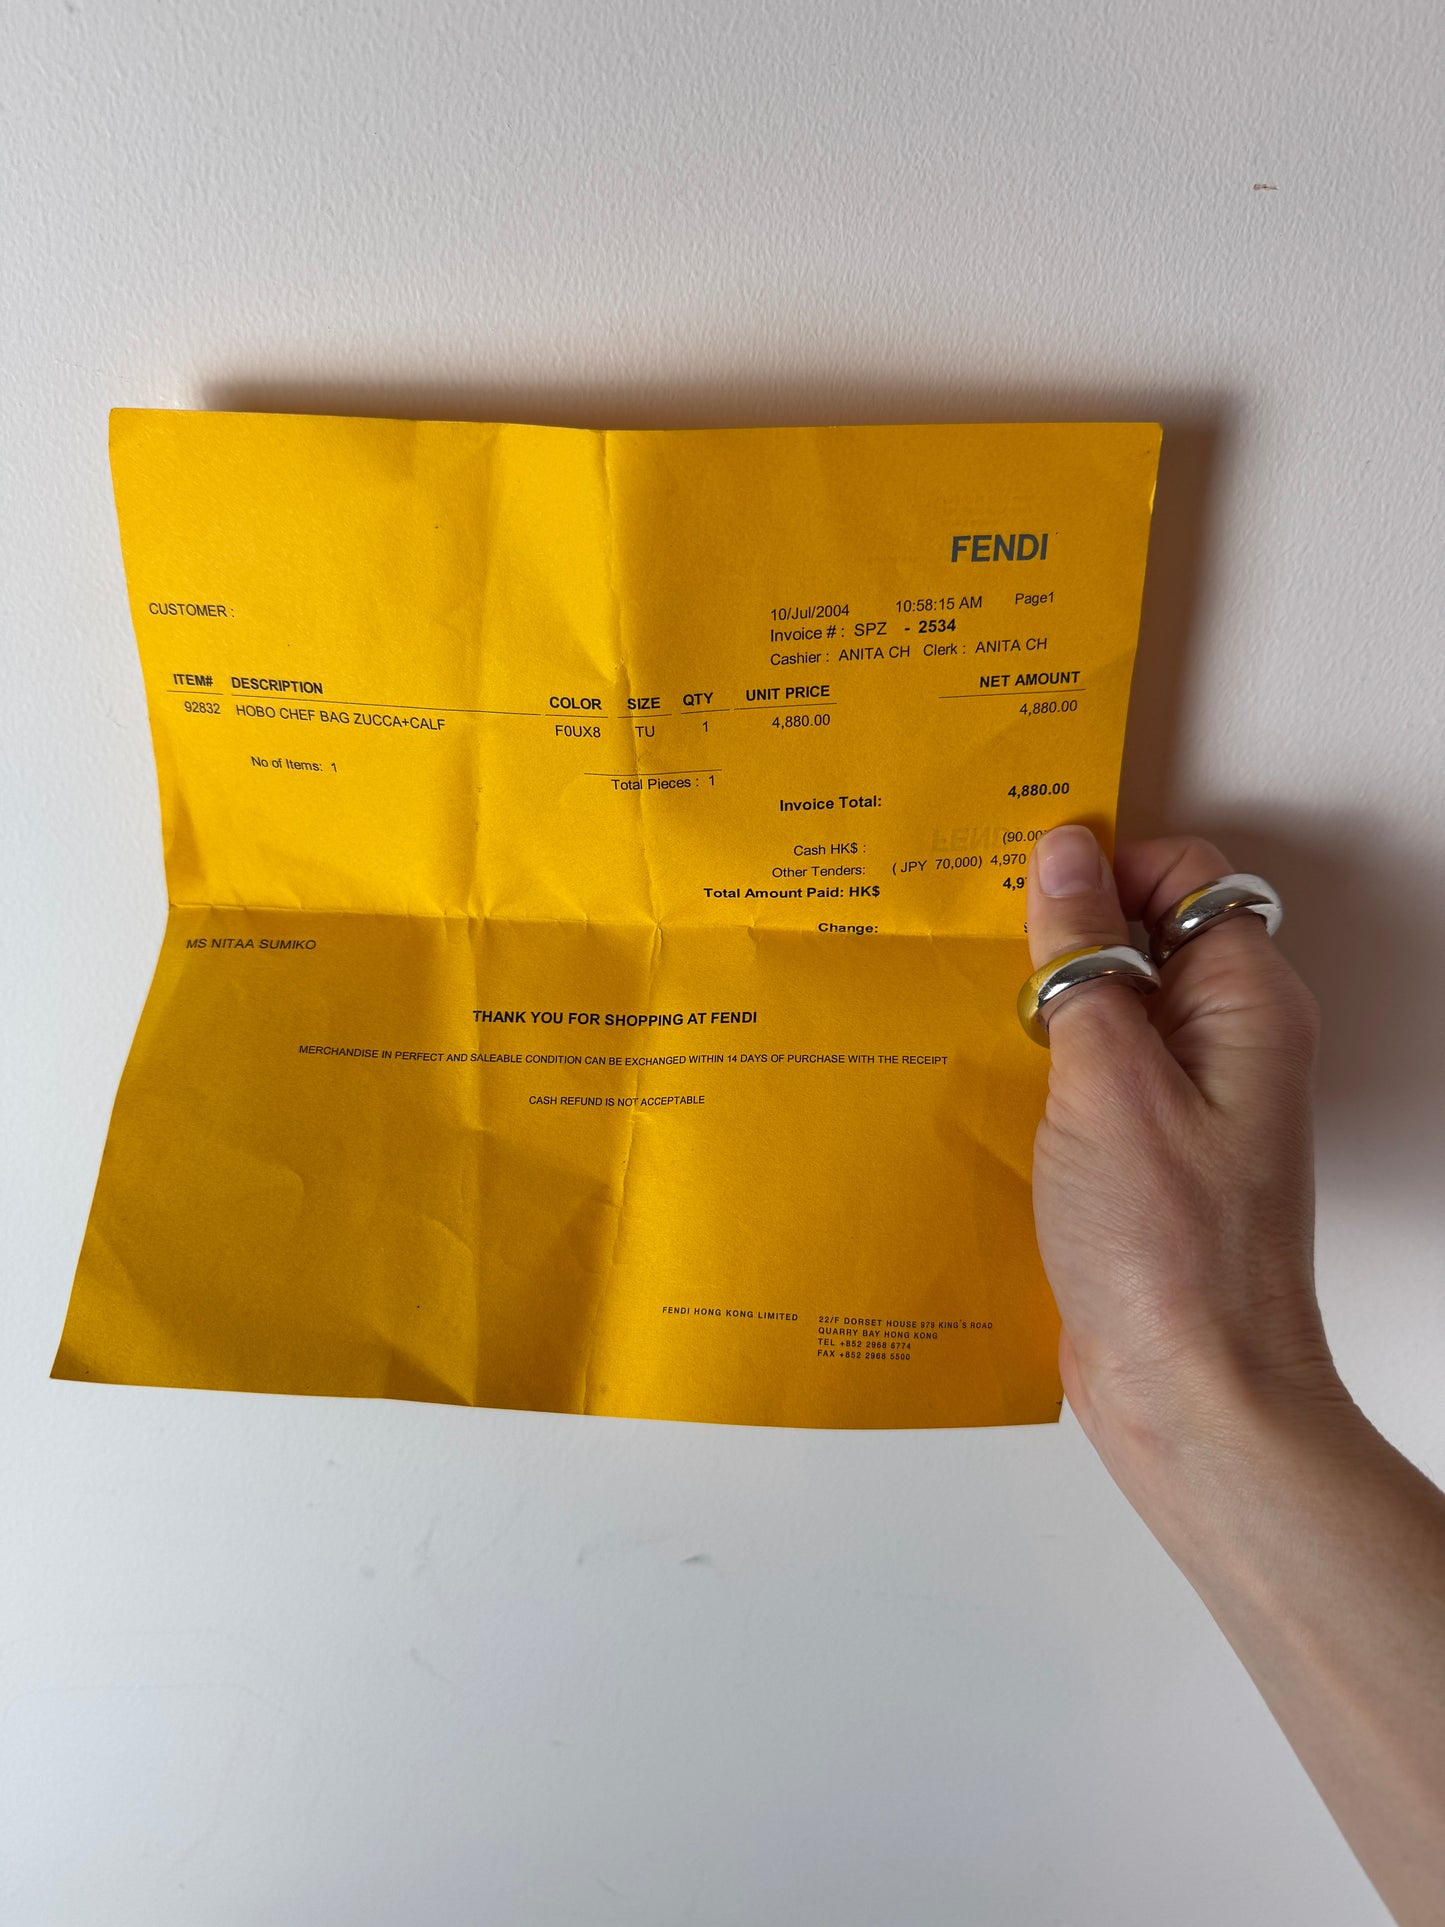 FENDI
CUSTOMER :
10/Jul/2004 10:58:15 AM Page1
Invoice # : SPZ - 2534
Cashier : ANITA CH Clerk : ANITA CH
ITEM# DESCRIPTION COLOR SIZE QTY UNIT PRICE NET AMOUNT
92832 HOBO CHEF BAG ZUCCA+CALF F0UX8 TU 1 4,880.00 4,880.00
No of Items: 1
Total Pieces : 1
Invoice Total: 4,880.00
Cash HK$ : (90.00)
Other Tenders: ( JPY 70,000) 4,970
Total Amount Paid: HK$
Change:
MS NITAA SUMIKO
THANK YOU FOR SHOPPING AT FENDI
MERCHANDISE IN PERFECT AND SALEABLE CONDITION CAN BE EXCHANGED WITHIN 14 DAYS OF PURCHASE WITH THE RECEIPT
CASH REFUND IS NOT ACCEPTABLE
FENDI HONG KONG LIMITED 22/F DORSET HOUSE 979 KING'S ROAD
QUARRY BAY HONG KONG
TEL +852 2968 6774
FAX +852 2968 5500